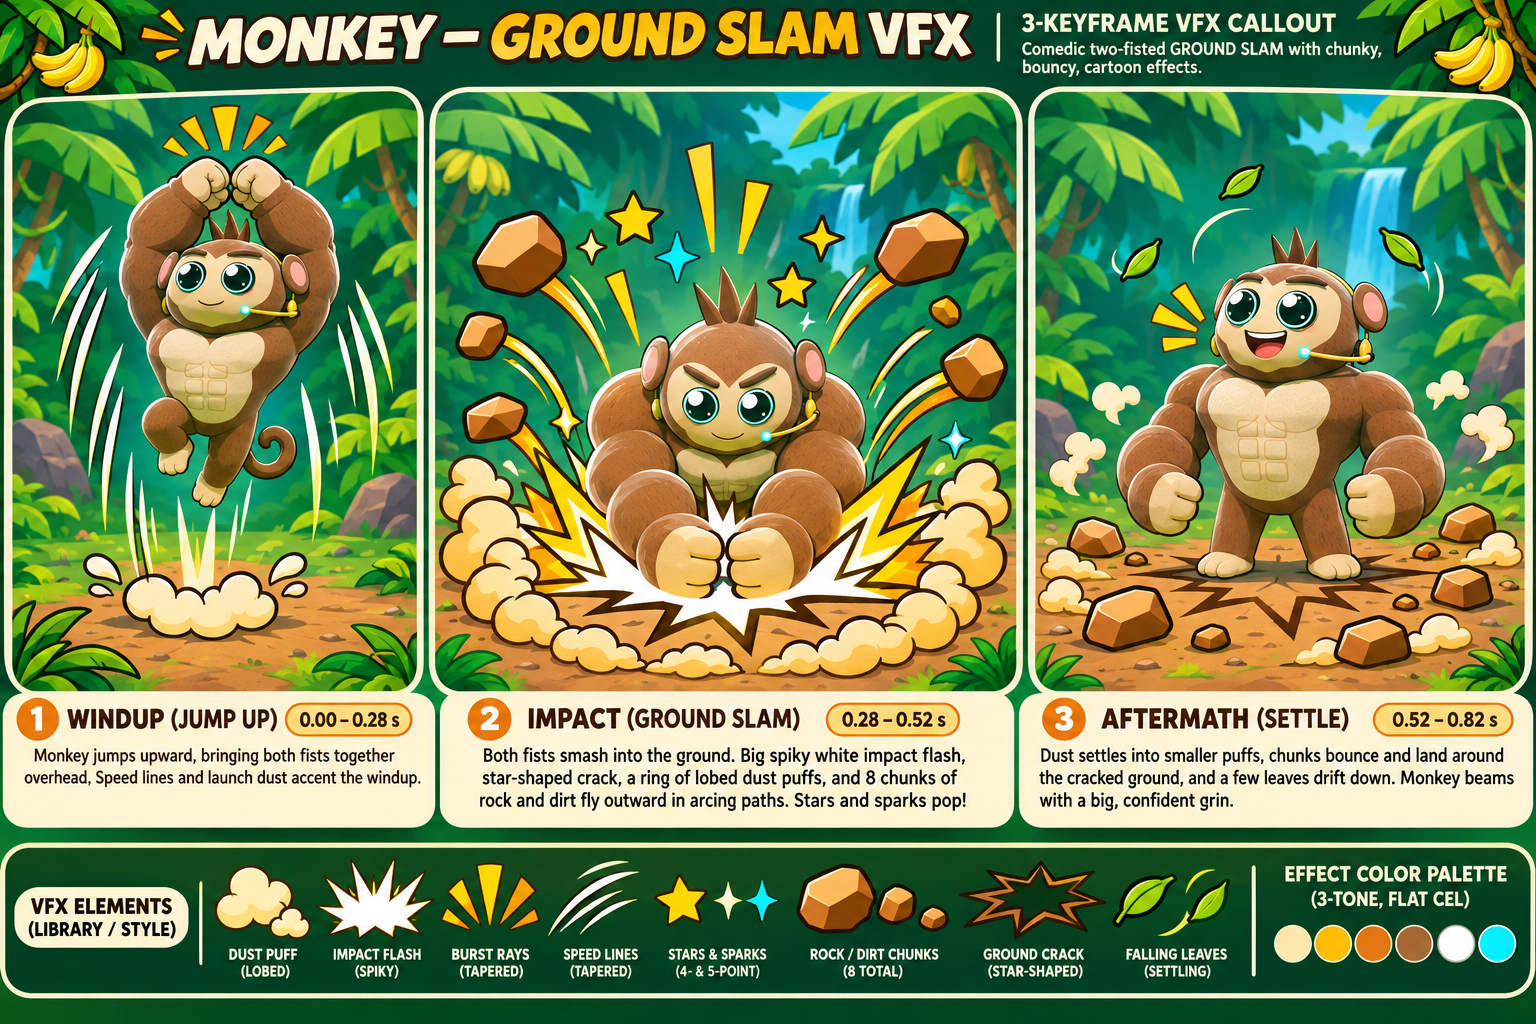 MONKEY – GROUND SLAM VFX
3-KEYFRAME VFX CALLOUT
Comedic two-fisted GROUND SLAM with chunky,
bouncy, cartoon effects.
1 WINDUP (JUMP UP) 0.00 – 0.28 s
Monkey jumps upward, bringing both fists together
overhead, Speed lines and launch dust accent the windup.
2 IMPACT (GROUND SLAM) 0.28 – 0.52 s
Both fists smash into the ground. Big spiky white impact flash,
star-shaped crack, a ring of lobed dust puffs, and 8 chunks of
rock and dirt fly outward in arcing paths. Stars and sparks pop!
3 AFTERMATH (SETTLE) 0.52 – 0.82 s
Dust settles into smaller puffs, chunks bounce and land around
the cracked ground, and a few leaves drift down. Monkey beams
with a big, confident grin.
VFX ELEMENTS
(LIBRARY / STYLE)
DUST PUFF
(LOBED)
IMPACT FLASH
(SPIKY)
BURST RAYS
(TAPERED)
SPEED LINES
(TAPERED)
STARS & SPARKS
(4- & 5-POINT)
ROCK / DIRT CHUNKS
(8 TOTAL)
GROUND CRACK
(STAR-SHAPED)
FALLING LEAVES
(SETTLING)
EFFECT COLOR PALETTE
(3-TONE, FLAT CEL)